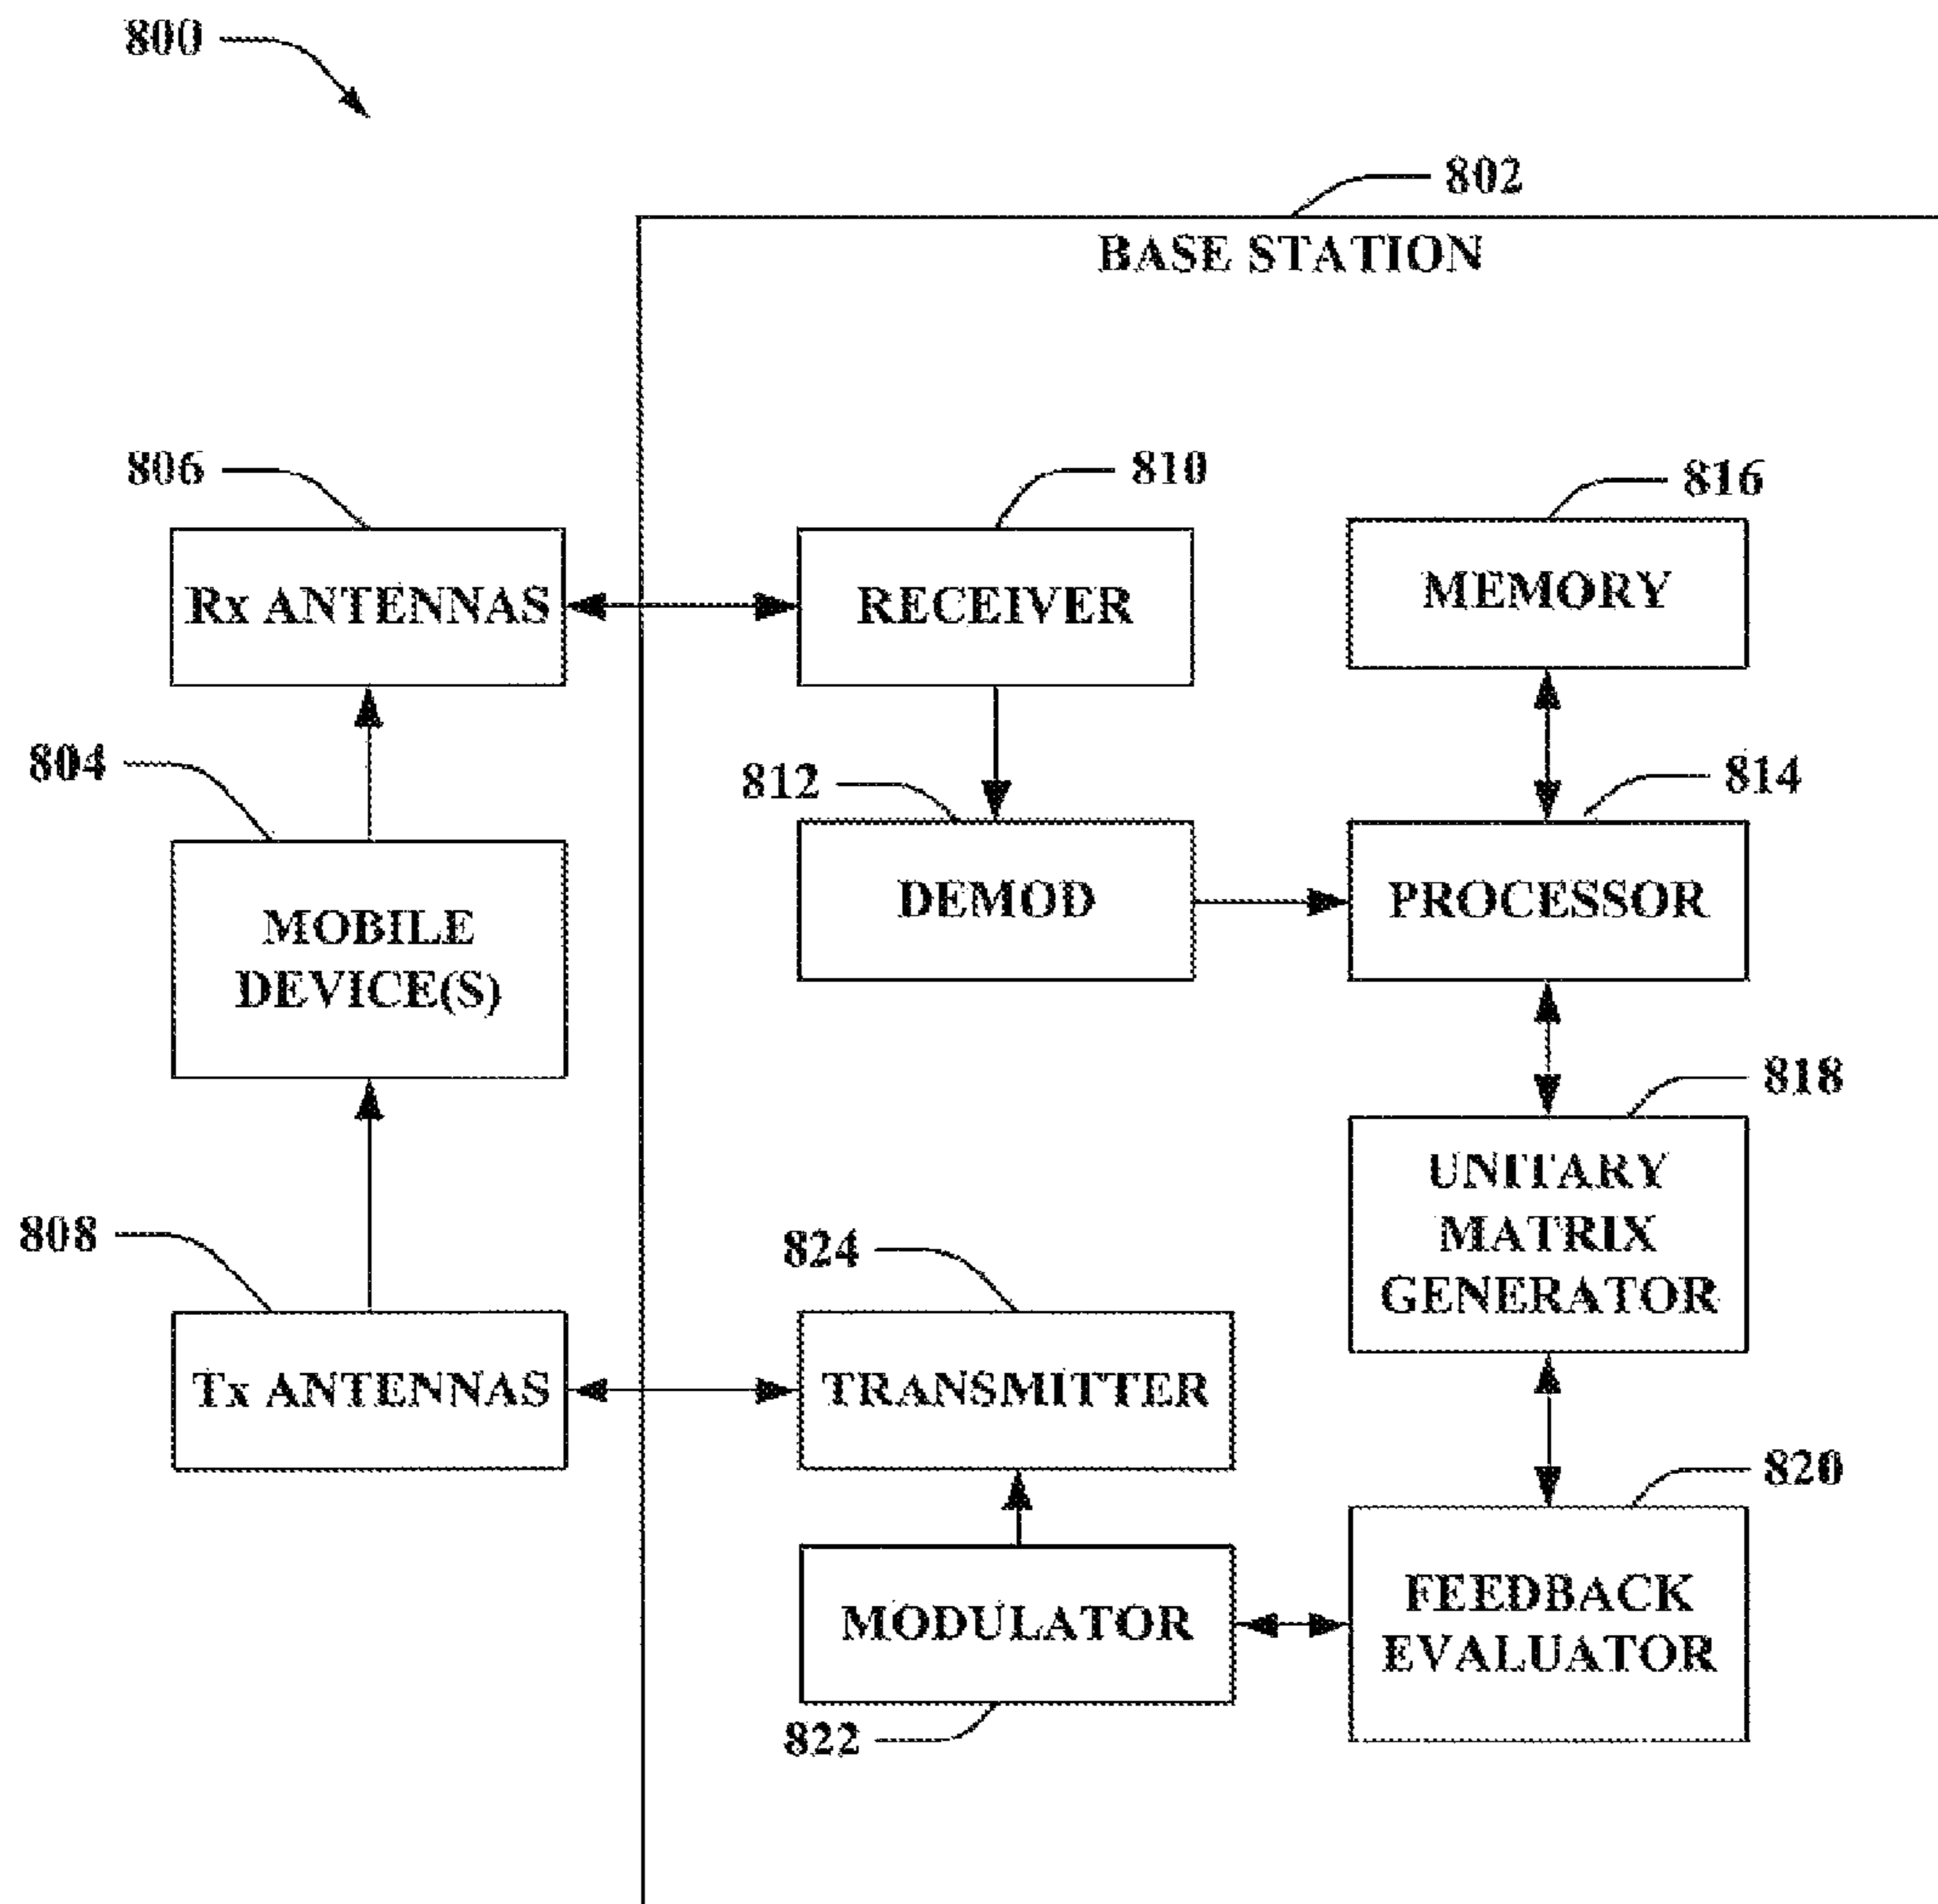 800
802
BASE STATION
806
810
816
Rx ANTENNAS
RECEIVER
MEMORY
804
812
814
MOBILE
DEVICE(S)
DEMOD
PROCESSOR
818
808
824
UNITARY
MATRIX
GENERATOR
Tx ANTENNAS
TRANSMITTER
820
MODULATOR
FEEDBACK
EVALUATOR
822